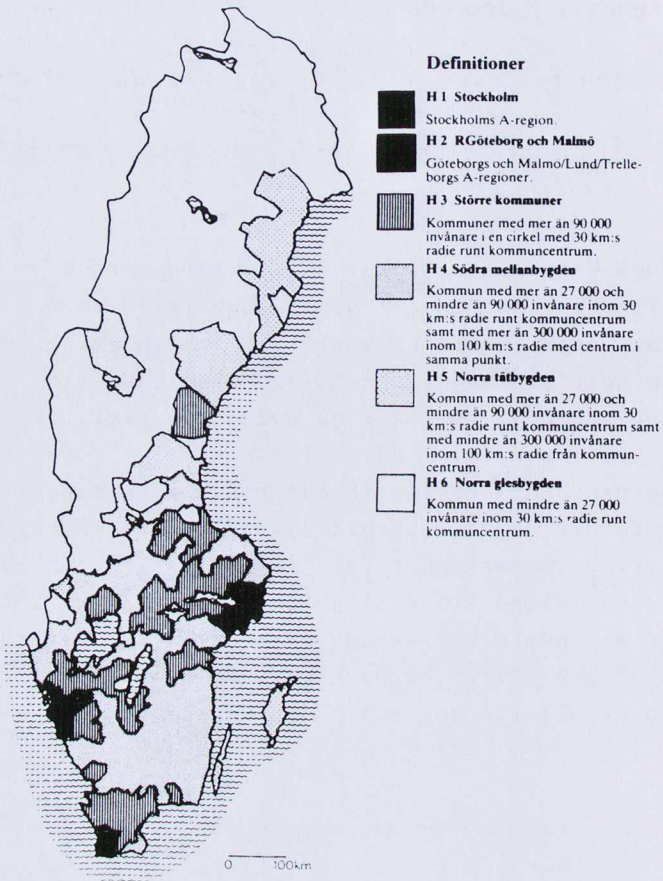 Definitioner
H 1 Stockholm
Stockholms A-region.
H 2 RGöteborg och Malmö
Göteborgs och Malmö/Lund/Trelle-
borgs A-regioner.
H 3 Större kommuner
Kommuner med mer än 90 000
invånare i en cirkel med 30 km:s
radie runt kommuncentrum.
H 4 Södra mellanbygden
Kommun med mer än 27 000 och
mindre än 90 000 invånare inom 30
km:s radie runt kommuncentrum
samt med mer än 300 000 invånare
inom 100 km:s radie med centrum i
samma punkt.
H 5 Norra tätbygden
Kommun med mer än 27 000 och
mindre än 90 000 invånare inom 30
km:s radie runt kommuncentrum samt
med mindre än 300 000 invånare
inom 100 km:s radie från kommun-
centrum.
H 6 Norra glesbygden
Kommun med mindre än 27 000
invånare inom 30 km:s radie runt
kommuncentrum.
0 100km